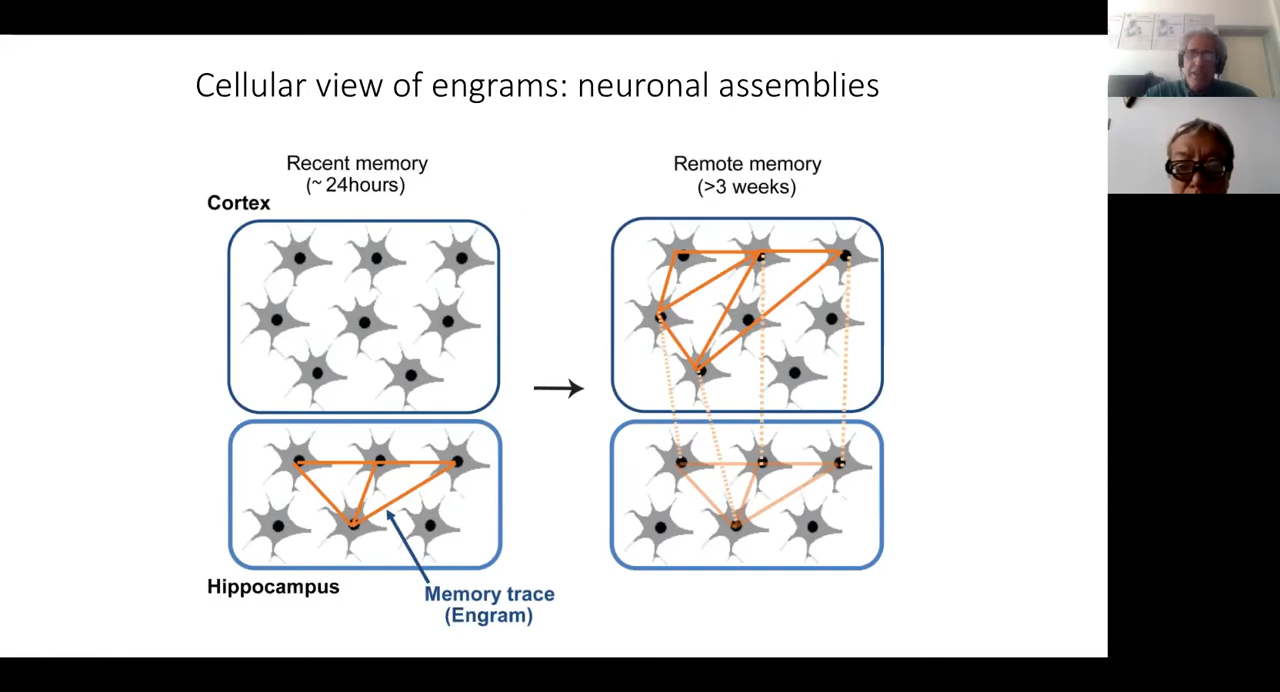 Cellular view of engrams: neuronal assemblies
Recent memory
(~ 24hours)
Remote memory
(>3 weeks)
Cortex
Hippocampus
Memory trace
(Engram)